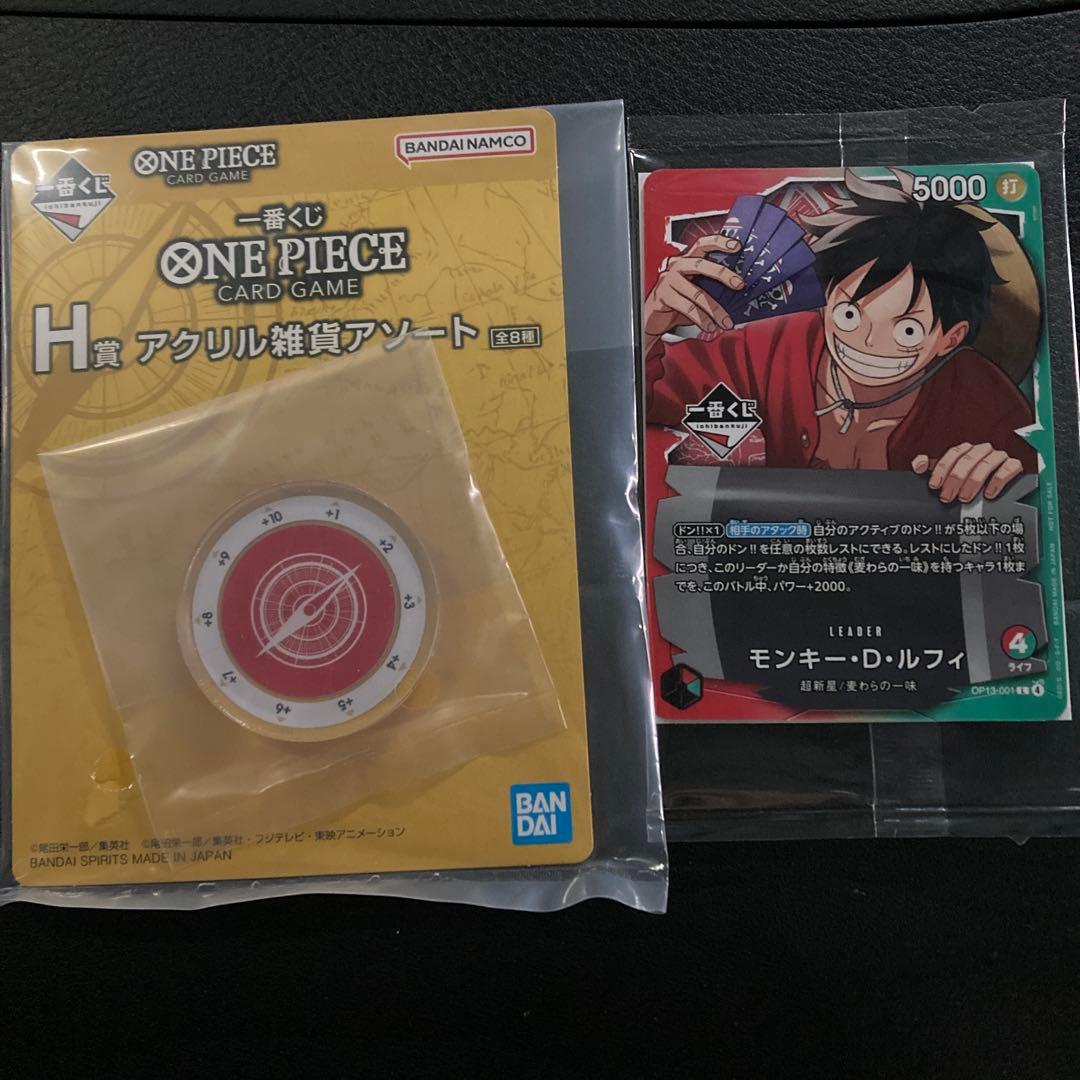 一番くじ
ichibankuji
ONE PIECE
CARD GAME
BANDAI NAMCO
一番くじ
ONE PIECE
CARD GAME
H賞 アクリル雑貨アソート 全8種
+1
+2
+3
+4
+5
+6
+7
+8
+9
+10
BAN
DAI
©尾田栄一郎/集英社 ©尾田栄一郎/集英社・フジテレビ・東映アニメーション
BANDAI SPIRITS MADE IN JAPAN
5000 打
一番くじ
ichibankuji
ドン!!×1 相手のアタック時 自分のアクティブのドン!!が5枚以下の場
合、自分のドン!!を任意の枚数レストにできる。レストにしたドン!!1枚
につき、このリーダーか自分の特徴《麦わらの一味》を持つキャラ1枚ま
でを、このバトル中、パワー+2000。
LEADER
モンキー・D・ルフィ
超新星/麦わらの一味
4
ライフ
OP13-001 L 4
BANDAI MADE IN JAPAN NOT FOR SALE